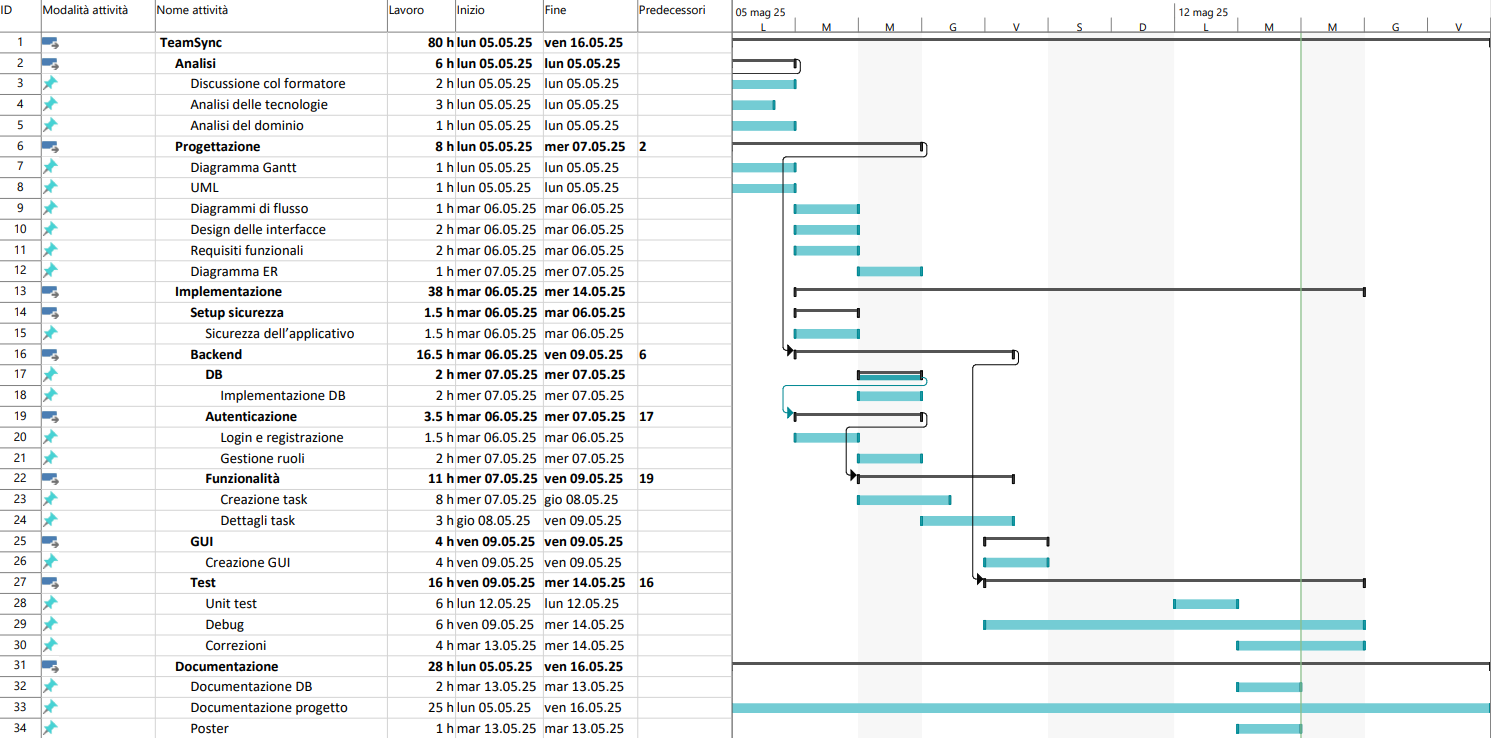 ID Modalità attività Nome attività Lavoro Inizio Fine Predecessori 05 mag 25 12 mag 25
L M M G V S D L M M G V
1 TeamSync 80 h lun 05.05.25 ven 16.05.25
2 Analisi 6 h lun 05.05.25 lun 05.05.25
3 Discussione col formatore 2 h lun 05.05.25 lun 05.05.25
4 Analisi delle tecnologie 3 h lun 05.05.25 lun 05.05.25
5 Analisi del dominio 1 h lun 05.05.25 lun 05.05.25
6 Progettazione 8 h lun 05.05.25 mer 07.05.25 2
7 Diagramma Gantt 1 h lun 05.05.25 lun 05.05.25
8 UML 1 h lun 05.05.25 lun 05.05.25
9 Diagrammi di flusso 1 h mar 06.05.25 mar 06.05.25
10 Design delle interfacce 2 h mar 06.05.25 mar 06.05.25
11 Requisiti funzionali 2 h mar 06.05.25 mar 06.05.25
12 Diagramma ER 1 h mer 07.05.25 mer 07.05.25
13 Implementazione 38 h mar 06.05.25 mer 14.05.25
14 Setup sicurezza 1.5 h mar 06.05.25 mar 06.05.25
15 Sicurezza dell’applicativo 1.5 h mar 06.05.25 mar 06.05.25
16 Backend 16.5 h mar 06.05.25 ven 09.05.25 6
17 DB 2 h mer 07.05.25 mer 07.05.25
18 Implementazione DB 2 h mer 07.05.25 mer 07.05.25
19 Autenticazione 3.5 h mar 06.05.25 mer 07.05.25 17
20 Login e registrazione 1.5 h mar 06.05.25 mar 06.05.25
21 Gestione ruoli 2 h mer 07.05.25 mer 07.05.25
22 Funzionalità 11 h mer 07.05.25 ven 09.05.25 19
23 Creazione task 8 h mer 07.05.25 gio 08.05.25
24 Dettagli task 3 h gio 08.05.25 ven 09.05.25
25 GUI 4 h ven 09.05.25 ven 09.05.25
26 Creazione GUI 4 h ven 09.05.25 ven 09.05.25
27 Test 16 h ven 09.05.25 mer 14.05.25 16
28 Unit test 6 h lun 12.05.25 lun 12.05.25
29 Debug 6 h ven 09.05.25 mer 14.05.25
30 Correzioni 4 h mar 13.05.25 mer 14.05.25
31 Documentazione 28 h lun 05.05.25 ven 16.05.25
32 Documentazione DB 2 h mar 13.05.25 mar 13.05.25
33 Documentazione progetto 25 h lun 05.05.25 ven 16.05.25
34 Poster 1 h mar 13.05.25 mar 13.05.25